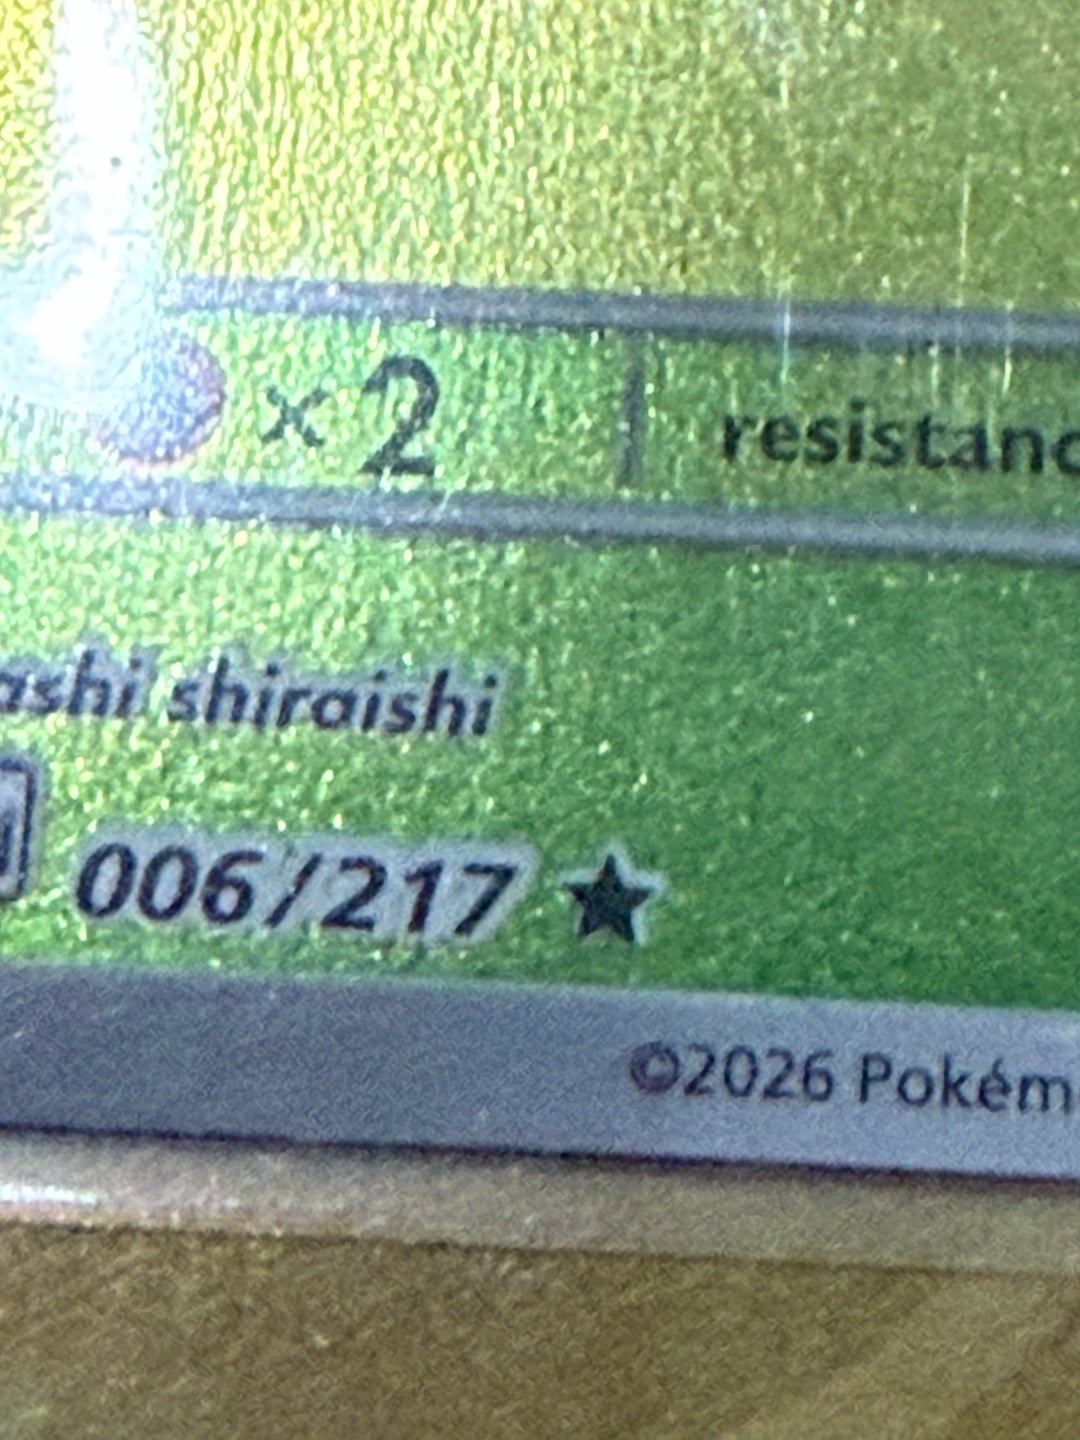 ×2 resistanc
ashi shiraishi
006/217 ★
©2026 Pokém